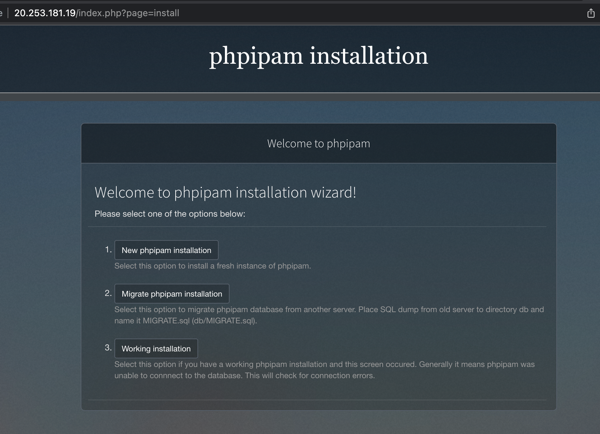 20.253.181.19/index.php?page=install
phpipam installation
Welcome to phpipam
Welcome to phpipam installation wizard!
Please select one of the options below:
1. New phpipam installation
Select this option to install a fresh instance of phpipam.
2. Migrate phpipam installation
Select this option to migrate phpipam database from another server. Place SQL dump from old server to directory db and
name it MIGRATE.sql (db/MIGRATE.sql).
3. Working installation
Select this option if you have a working phpipam installation and this screen occured. Generally it means phpipam was
unable to connnect to the database. This will check for connection errors.